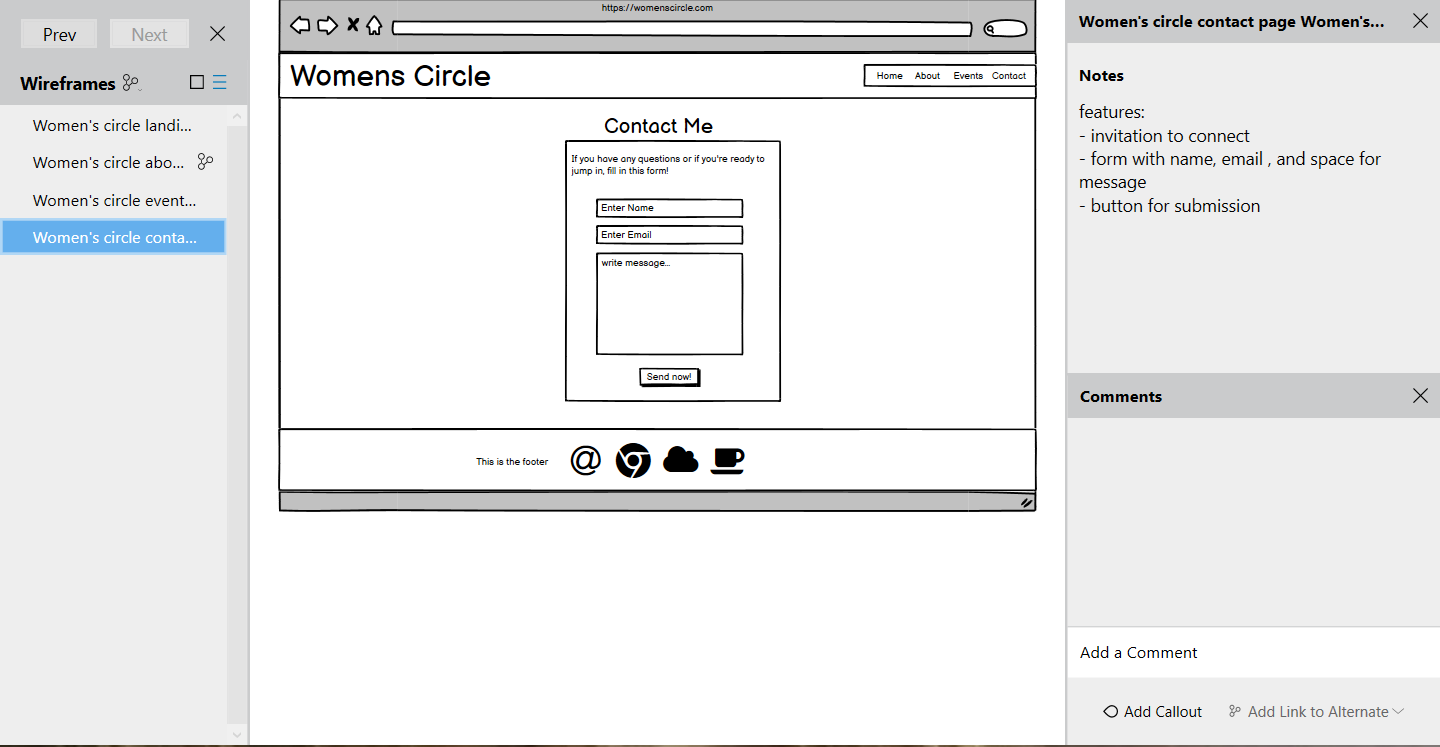 Prev
Next
Wireframes
Women's circle landi...
Women's circle abo...
Women's circle event...
Women's circle conta...
https://womenscircle.com
Womens Circle
Home About Events Contact
Contact Me
If you have any questions or if you're ready to
jump in, fill in this form!
Enter Name
Enter Email
write message...
Send now!
This is the footer
@
Women's circle contact page Women's...
Notes
features:
- invitation to connect
- form with name, email , and space for
message
- button for submission
Comments
Add a Comment
Add Callout
Add Link to Alternate